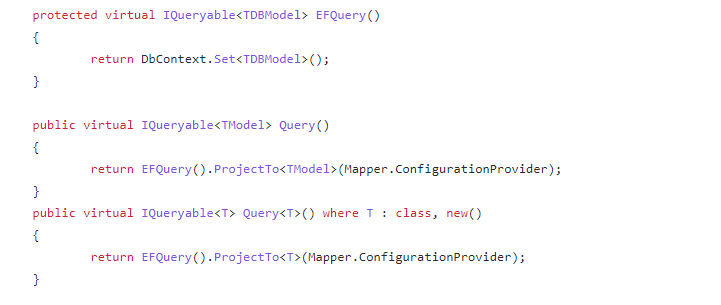 protected virtual IQueryable<TDBModel> EFQuery()
{
return DbContext.Set<TDBModel>();
}
public virtual IQueryable<TModel> Query()
{
return EFQuery().ProjectTo<TModel>(Mapper.ConfigurationProvider);
}
public virtual IQueryable<T> Query<T>() where T : class, new()
{
return EFQuery().ProjectTo<T>(Mapper.ConfigurationProvider);
}